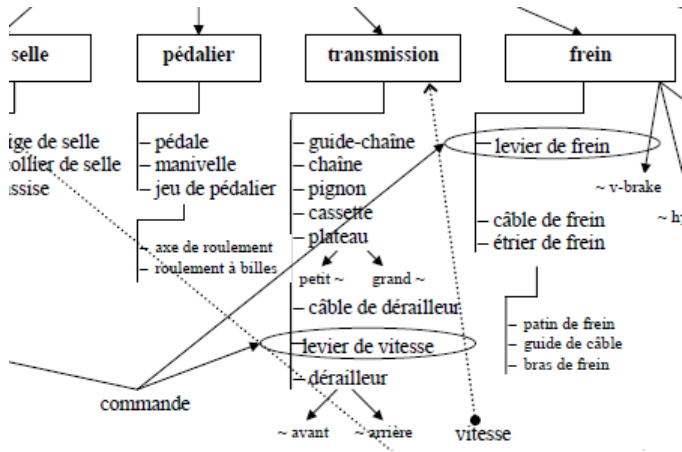 selle
pédalier
transmission
frein
ige de selle
collier de selle
ssise
– pédale
– manivelle
– jeu de pédalier
– axe de roulement
– roulement à billes
– guide-chaîne
– chaîne
– pignon
– cassette
– plateau
petit ~
grand ~
– câble de dérailleur
– levier de vitesse
– dérailleur
~ avant
~ arrière
– levier de frein
~ v-brake
– câble de frein
– étrier de frein
– patin de frein
– guide de câble
– bras de frein
commande
vitesse